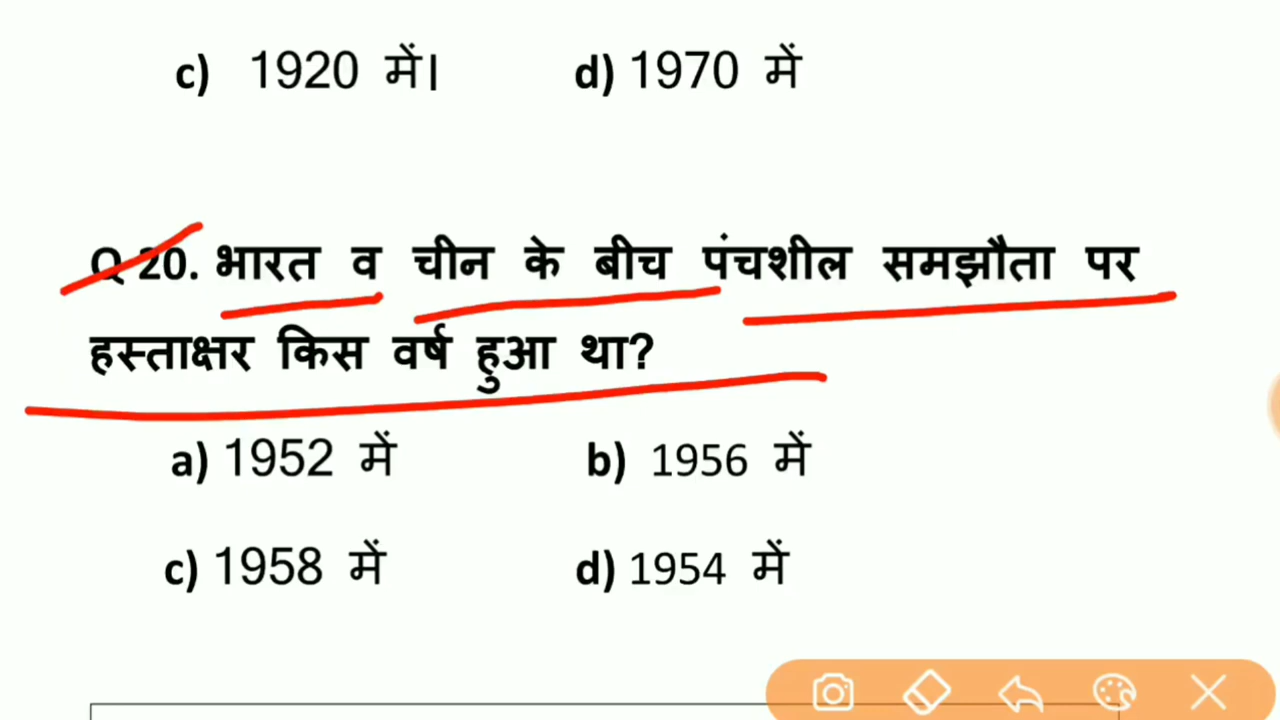 c) 1920 में। d) 1970 में
Q 20. भारत व चीन के बीच पंचशील समझौता पर
हस्ताक्षर किस वर्ष हुआ था?
a) 1952 में b) 1956 में
c) 1958 में d) 1954 में